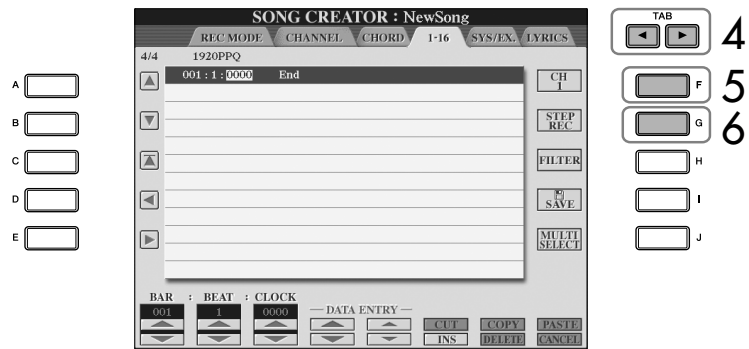 SONG CREATOR : NewSong
REC MODE CHANNEL CHORD 1-16 SYS/EX. LYRICS
TAB
4
4/4 1920PPQ
001 : 1 : 0000 End
A
B
C
D
E
CH 1
STEP REC
FILTER
SAVE
MULTI SELECT
F 5
G 6
H
I
J
BAR : BEAT : CLOCK
DATA ENTRY
001 1 0000
CUT COPY PASTE
INS DELETE CANCEL